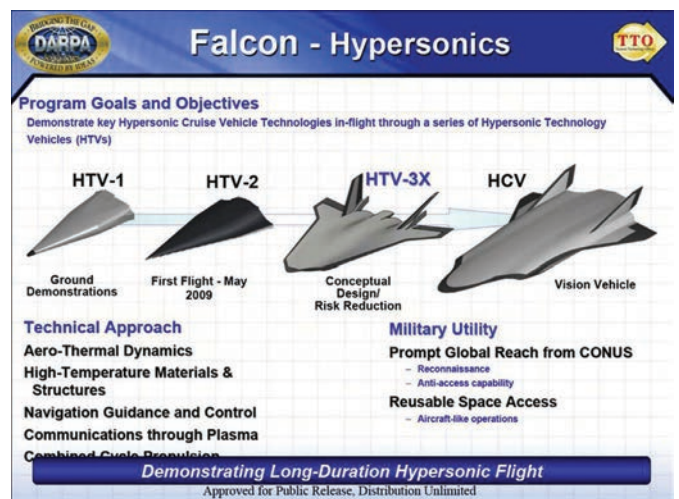 BRIDGING THE GAP
DARPA
POWERED BY IDEAS
Falcon - Hypersonics
TTO
Program Goals and Objectives
Demonstrate key Hypersonic Cruise Vehicle Technologies in-flight through a series of Hypersonic Technology
Vehicles (HTVs)
HTV-1
HTV-2
HTV-3X
HCV
Ground
Demonstrations
First Flight - May
2009
Conceptual
Design/
Risk Reduction
Vision Vehicle
Technical Approach
Aero-Thermal Dynamics
High-Temperature Materials &
Structures
Navigation Guidance and Control
Communications through Plasma
Combined Cycle Propulsion
Military Utility
Prompt Global Reach from CONUS
– Reconnaissance
– Anti-access capability
Reusable Space Access
– Aircraft-like operations
Demonstrating Long-Duration Hypersonic Flight
Approved for Public Release, Distribution Unlimited